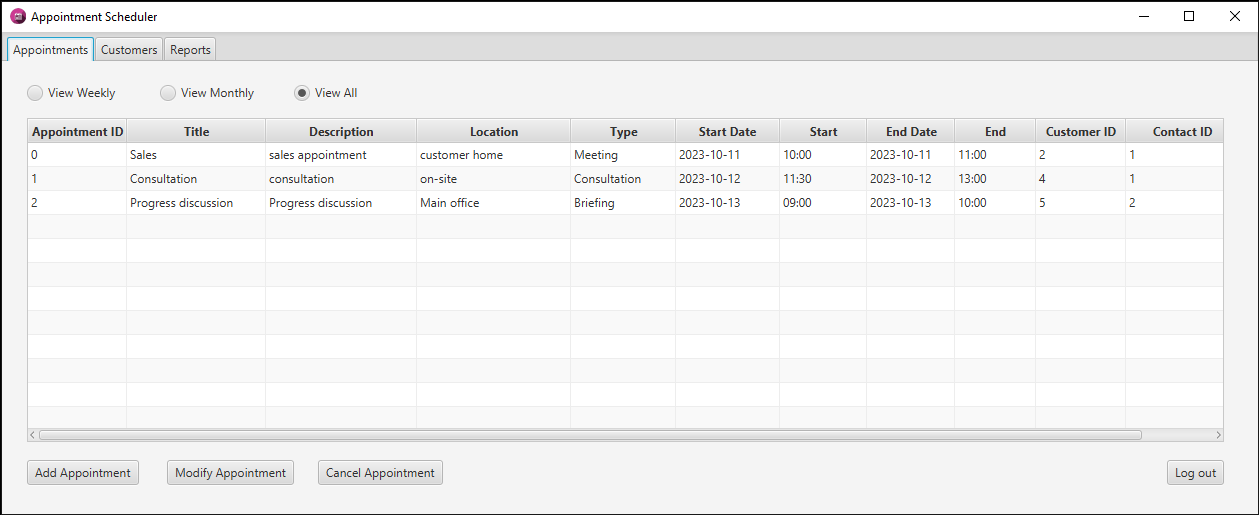 Appointment Scheduler
Appointments Customers Reports
View Weekly View Monthly View All
Appointment ID Title Description Location Type Start Date Start End Date End Customer ID Contact ID
0 Sales sales appointment customer home Meeting 2023-10-11 10:00 2023-10-11 11:00 2 1
1 Consultation consultation on-site Consultation 2023-10-12 11:30 2023-10-12 13:00 4 1
2 Progress discussion Progress discussion Main office Briefing 2023-10-13 09:00 2023-10-13 10:00 5 2
Add Appointment Modify Appointment Cancel Appointment Log out